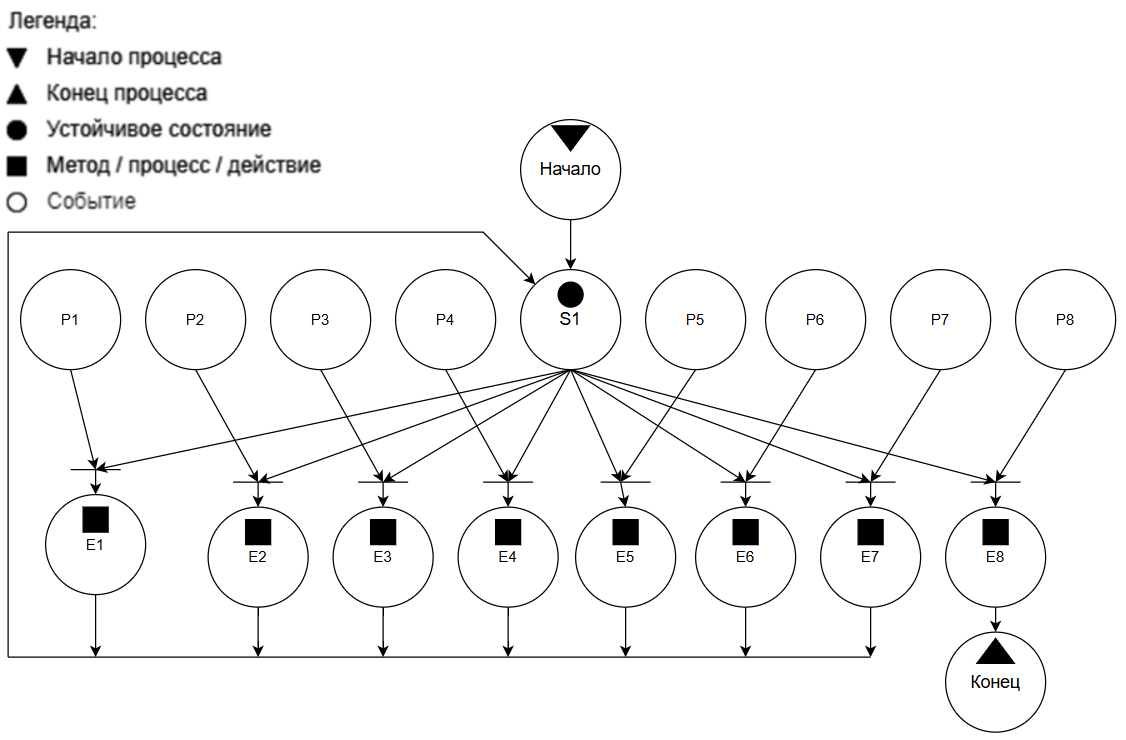 Легенда:
Начало процесса
Конец процесса
Устойчивое состояние
Метод / процесс / действие
Событие
Начало
P1 P2 P3 P4 S1 P5 P6 P7 P8
E1 E2 E3 E4 E5 E6 E7 E8
Конец